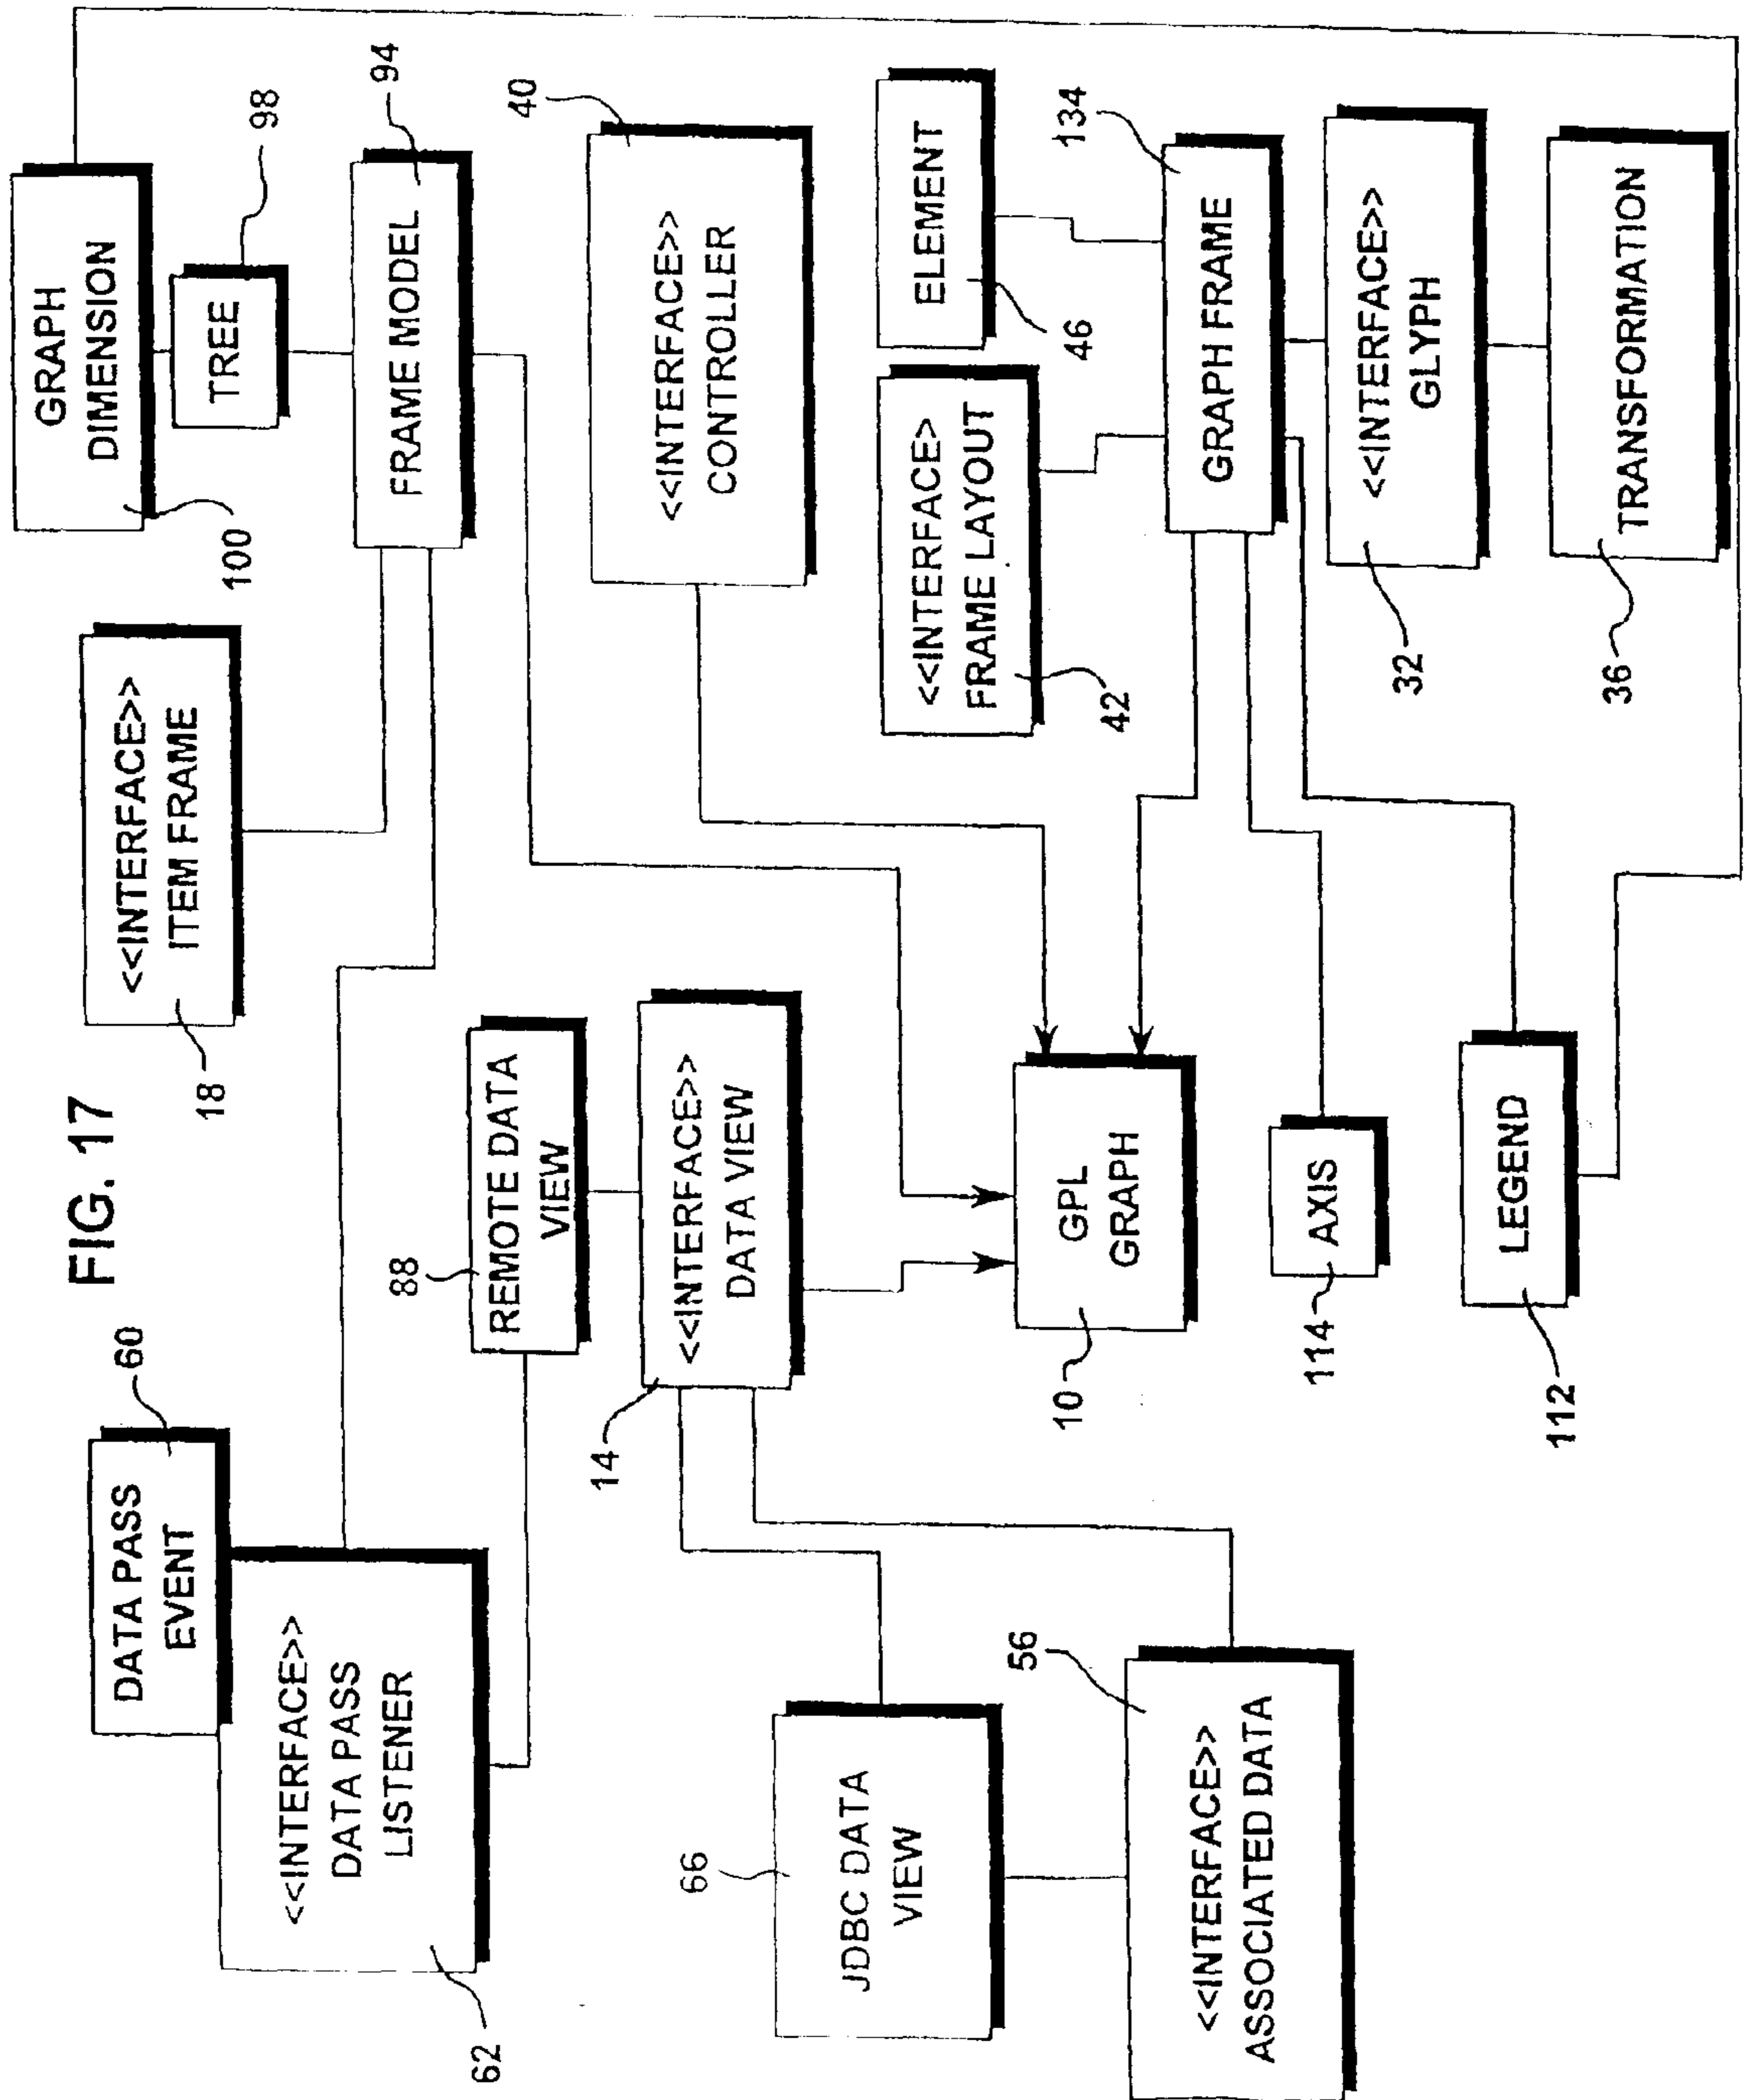 FIG. 17
DATA PASS
EVENT
60
<<INTERFACE>>
DATA PASS
LISTENER
62
<<INTERFACE>>
ITEM FRAME
18
GRAPH
DIMENSION
100
TREE
98
FRAME MODEL
94
REMOTE DATA
VIEW
88
<<INTERFACE>>
DATA VIEW
14
<<INTERFACE>>
CONTROLLER
40
JDBC DATA
VIEW
66
<<INTERFACE>>
ASSOCIATED DATA
56
GPL
GRAPH
10
<<INTERFACE>
FRAME LAYOUT
42
ELEMENT
46
GRAPH FRAME
134
AXIS
114
<<INTERFACE>>
GLYPH
32
LEGEND
112
TRANSFORMATION
36